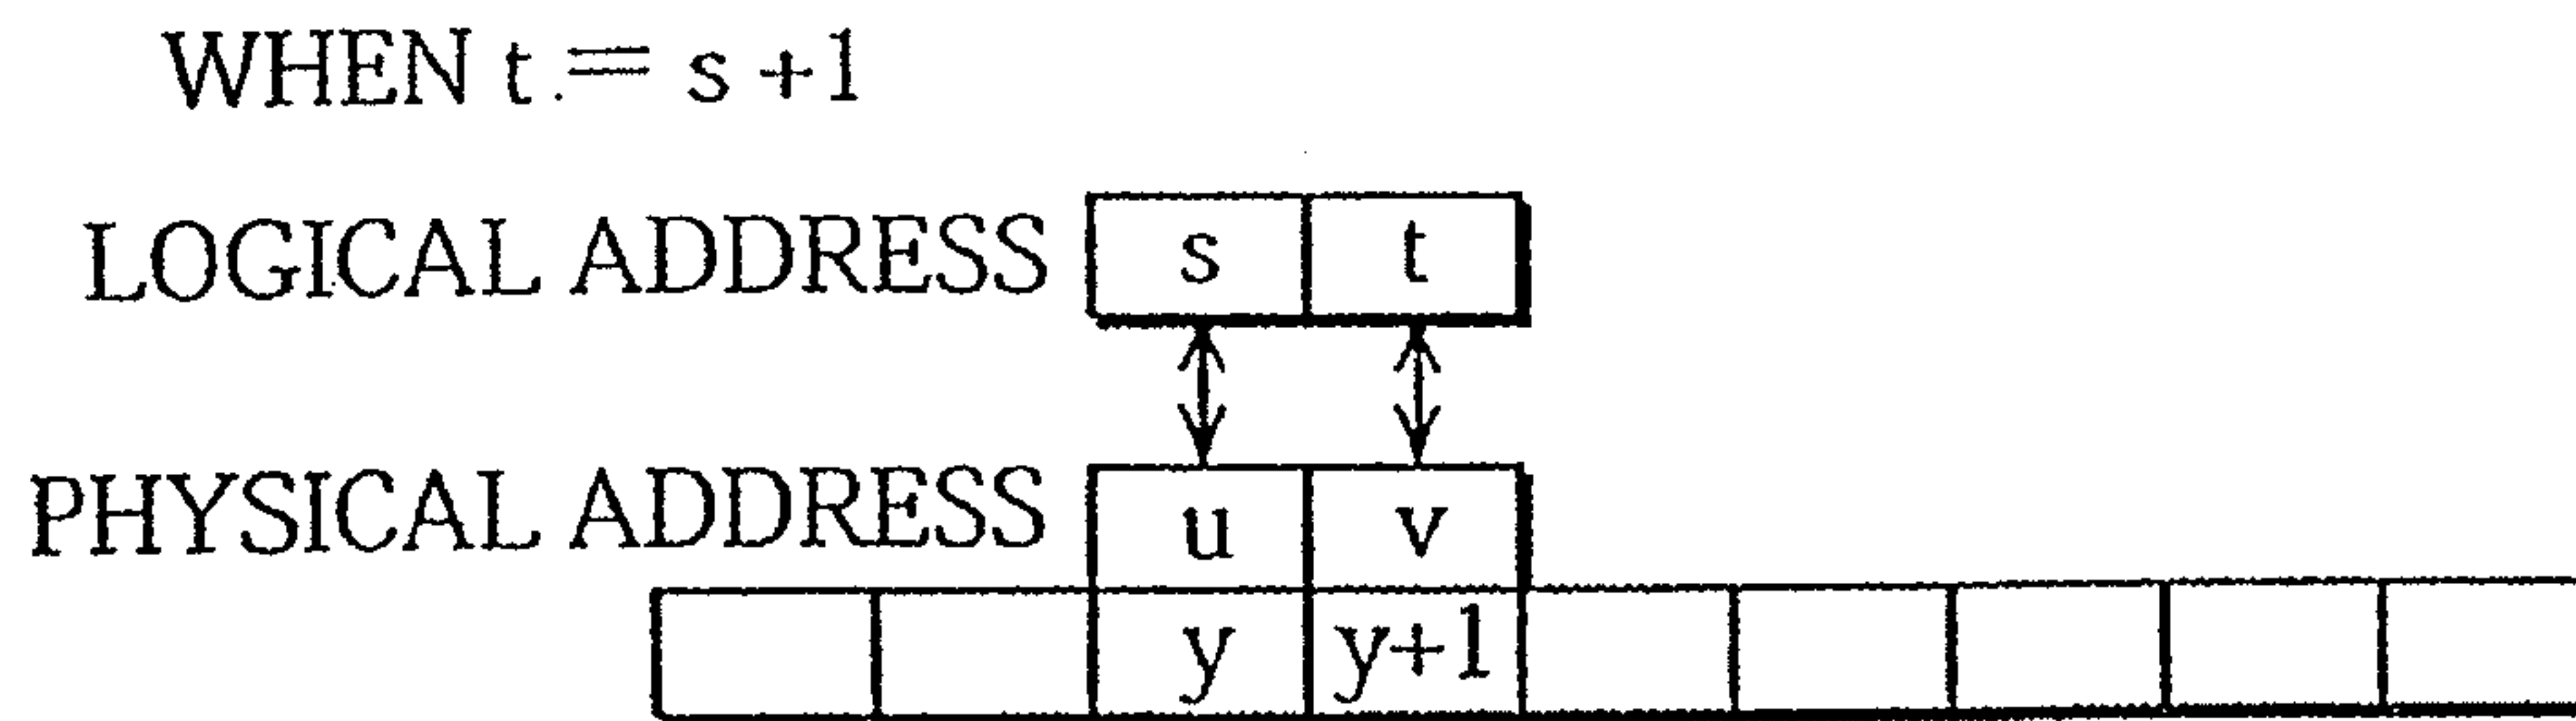 WHEN t = s +1
LOGICAL ADDRESS s t
PHYSICAL ADDRESS u v
y y+1